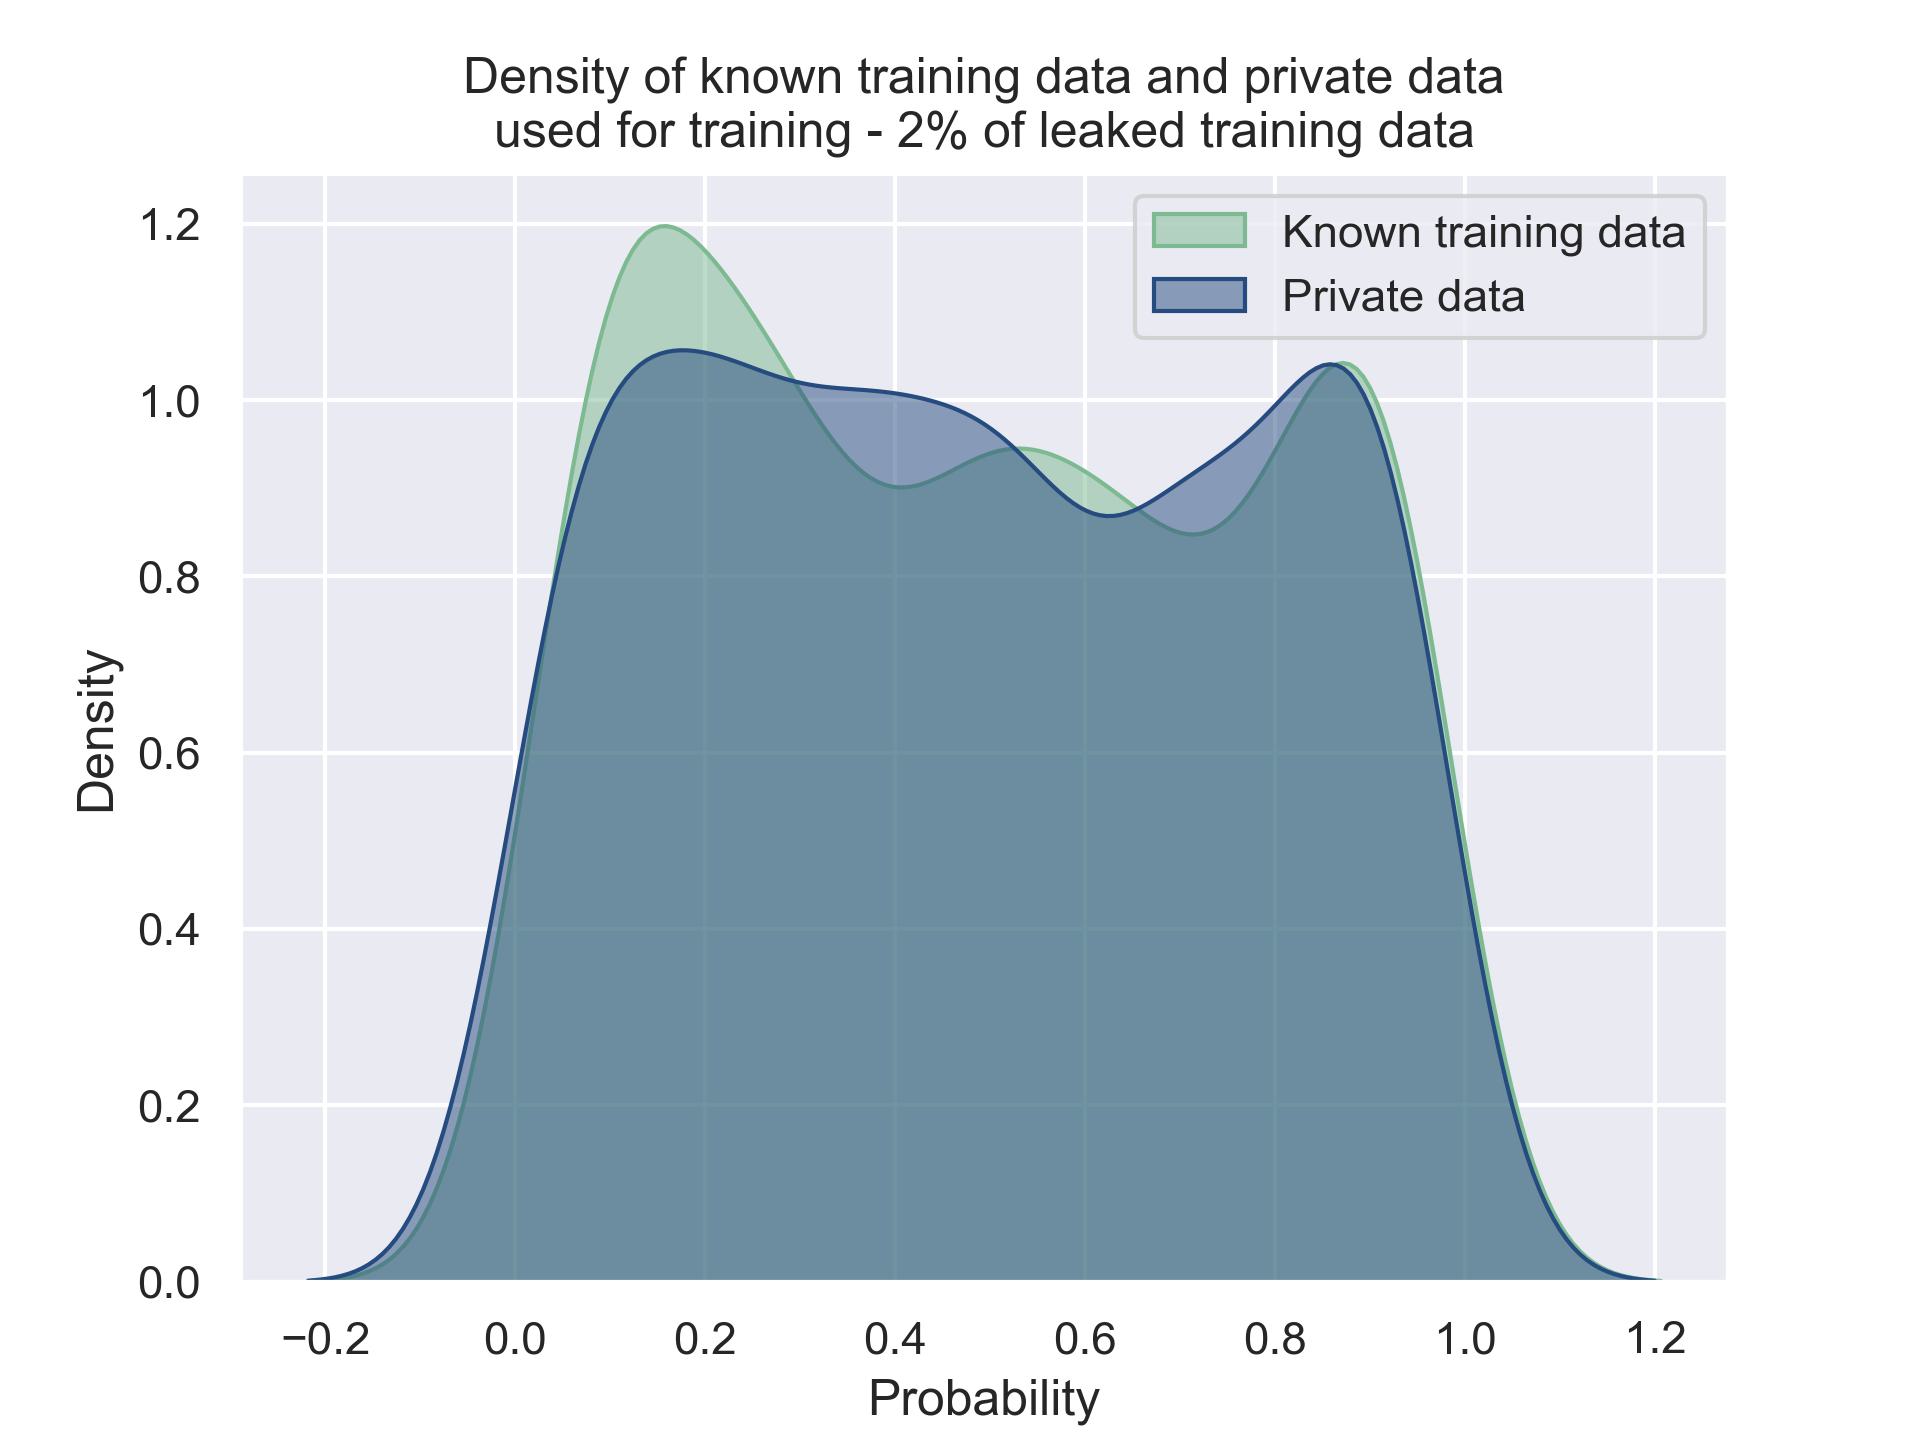 Density of known training data and private data
used for training - 2% of leaked training data
Known training data
Private data
Density
1.2
1.0
0.8
0.6
0.4
0.2
0.0
−0.2 0.0 0.2 0.4 0.6 0.8 1.0 1.2
Probability